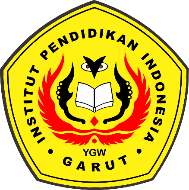 INSTITUT PENDIDIKAN INDONESIA
YGW
• GARUT •